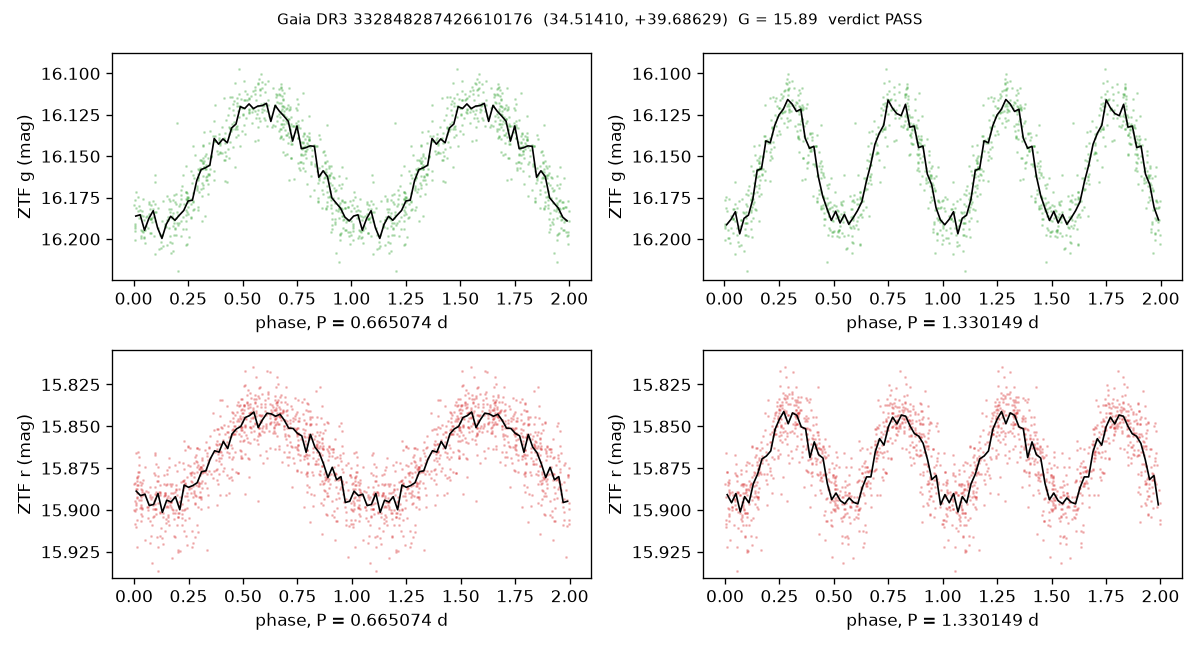 Gaia DR3 332848287426610176  (34.51410, +39.68629)  G = 15.89  verdict PASS
ZTF g (mag)
16.100
16.125
16.150
16.175
16.200
0.00 0.25 0.50 0.75 1.00 1.25 1.50 1.75 2.00
phase, P = 0.665074 d
ZTF g (mag)
16.100
16.125
16.150
16.175
16.200
0.00 0.25 0.50 0.75 1.00 1.25 1.50 1.75 2.00
phase, P = 1.330149 d
ZTF r (mag)
15.825
15.850
15.875
15.900
15.925
0.00 0.25 0.50 0.75 1.00 1.25 1.50 1.75 2.00
phase, P = 0.665074 d
ZTF r (mag)
15.825
15.850
15.875
15.900
15.925
0.00 0.25 0.50 0.75 1.00 1.25 1.50 1.75 2.00
phase, P = 1.330149 d